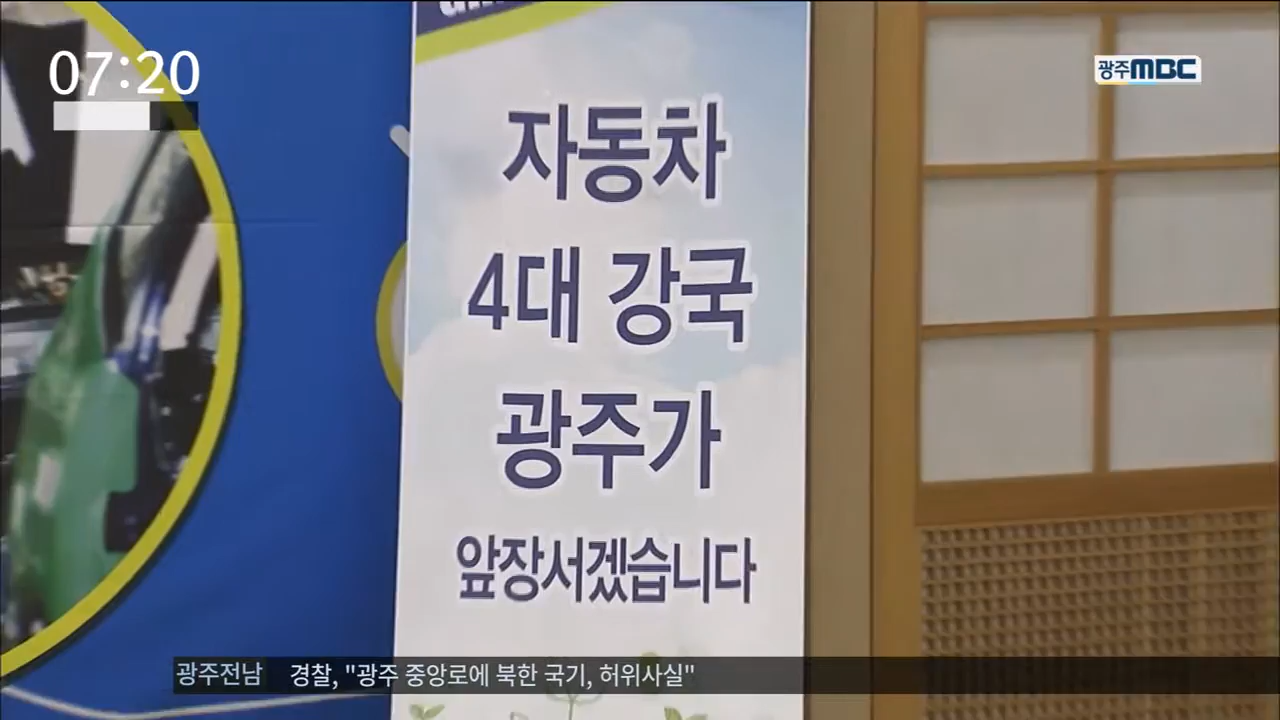 07:20
광주MBC
자동차
4대 강국
광주가
앞장서겠습니다
광주전남 경찰, "광주 중앙로에 북한 국기, 허위사실"